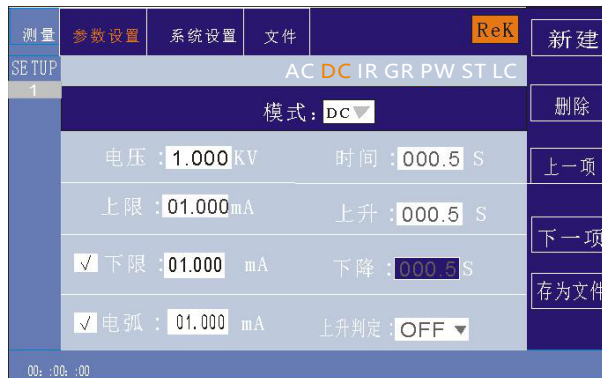 测量 参数设置 系统设置 文件 ReK 新建
SETUP AC DC IR GR PW ST LC
1
模式：DC
删除
电压：1.000KV 时间：000.5 S
上一项
上限：01.000mA 上升：000.5 S
下一项
√ 下限：01.000 mA 下降：000.5S
存为文件
√ 电弧：01.000 mA 上升判定：OFF
00: :00: :00